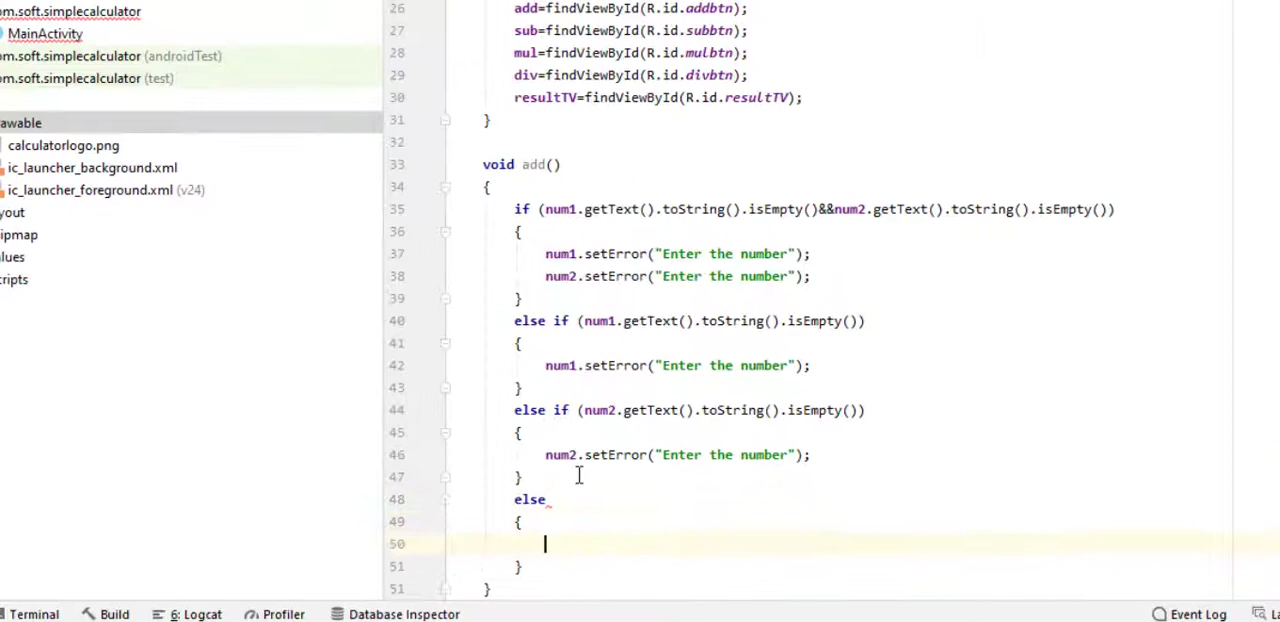 om.soft.simplecalculator
MainActivity
om.soft.simplecalculator (androidTest)
om.soft.simplecalculator (test)
awable
calculatorlogo.png
ic_launcher_background.xml
ic_launcher_foreground.xml (v24)
yout
ipmap
lues
cripts
26 add=findViewById(R.id.addbtn);
27 sub=findViewById(R.id.subbtn);
28 mul=findViewById(R.id.mulbtn);
29 div=findViewById(R.id.divbtn);
30 resultTV=findViewById(R.id.resultTV);
31 }
32
33 void add()
34 {
35 if (num1.getText().toString().isEmpty()&&num2.getText().toString().isEmpty())
36 {
37 num1.setError("Enter the number");
38 num2.setError("Enter the number");
39 }
40 else if (num1.getText().toString().isEmpty())
41 {
42 num1.setError("Enter the number");
43 }
44 else if (num2.getText().toString().isEmpty())
45 {
46 num2.setError("Enter the number");
47 }
48 else
49 {
50
51 }
51 }
Terminal Build 6: Logcat Profiler Database Inspector Event Log La